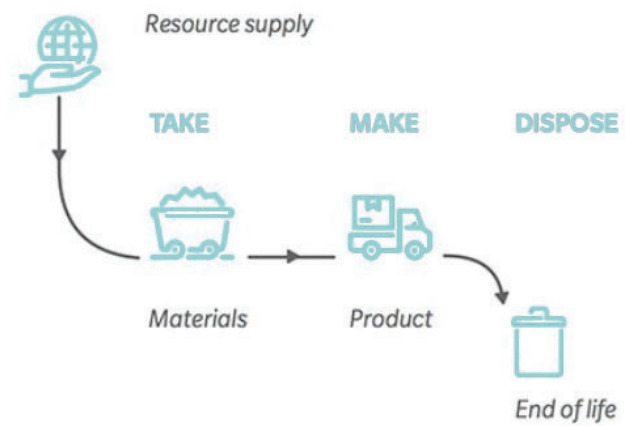 Resource supply
TAKE
MAKE
DISPOSE
Materials
Product
End of life